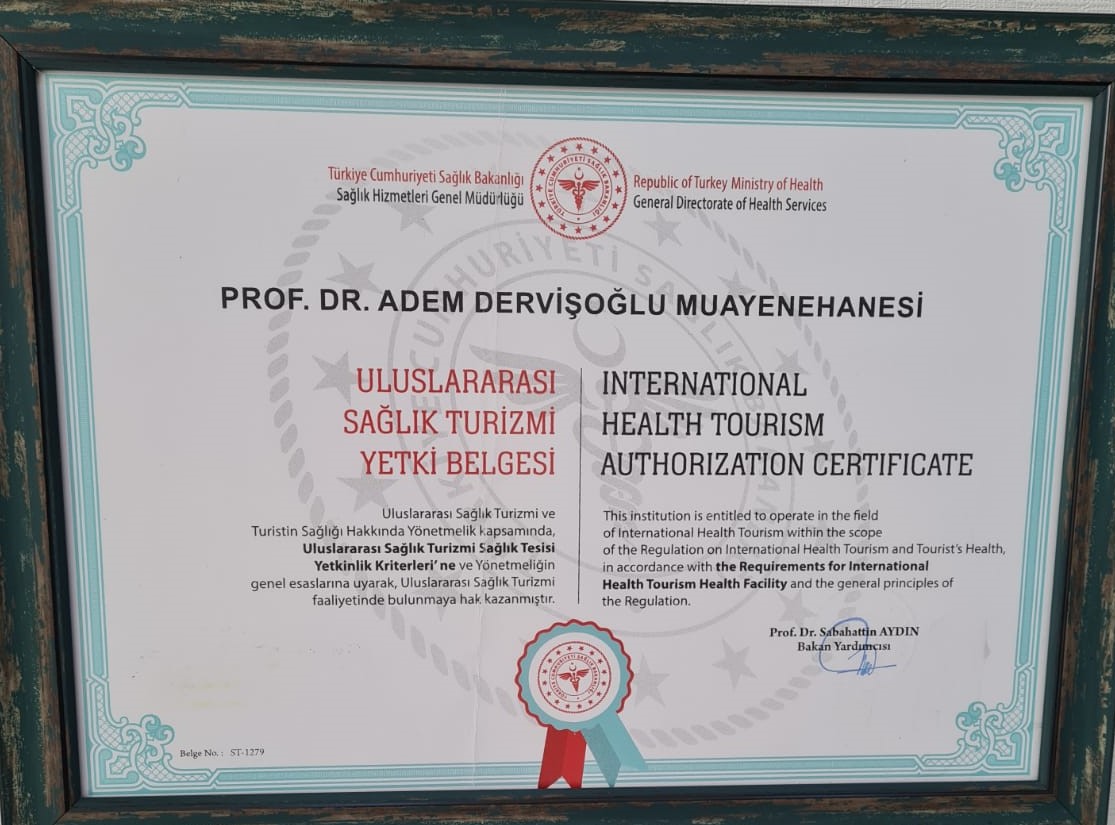 Türkiye Cumhuriyeti Sağlık Bakanlığı
Sağlık Hizmetleri Genel Müdürlüğü
Republic of Turkey Ministry of Health
General Directorate of Health Services
PROF. DR. ADEM DERVİŞOĞLU MUAYENEHANESİ
ULUSLARARASI
SAĞLIK TURİZMİ
YETKİ BELGESİ
Uluslararası Sağlık Turizmi ve
Turistin Sağlığı Hakkında Yönetmelik kapsamında,
Uluslararası Sağlık Turizmi Sağlık Tesisi
Yetkinlik Kriterleri'ne ve Yönetmeliğin
genel esaslarına uyarak, Uluslararası Sağlık Turizmi
faaliyetinde bulunmaya hak kazanmıştır.
INTERNATIONAL
HEALTH TOURISM
AUTHORIZATION CERTIFICATE
This institution is entitled to operate in the field
of International Health Tourism within the scope
of the Regulation on International Health Tourism and Tourist's Health,
in accordance with the Requirements for International
Health Tourism Health Facility and the general principles of
the Regulation.
Prof. Dr. Sabahattin AYDIN
Bakan Yardımcısı
Belge No. : ST-1279